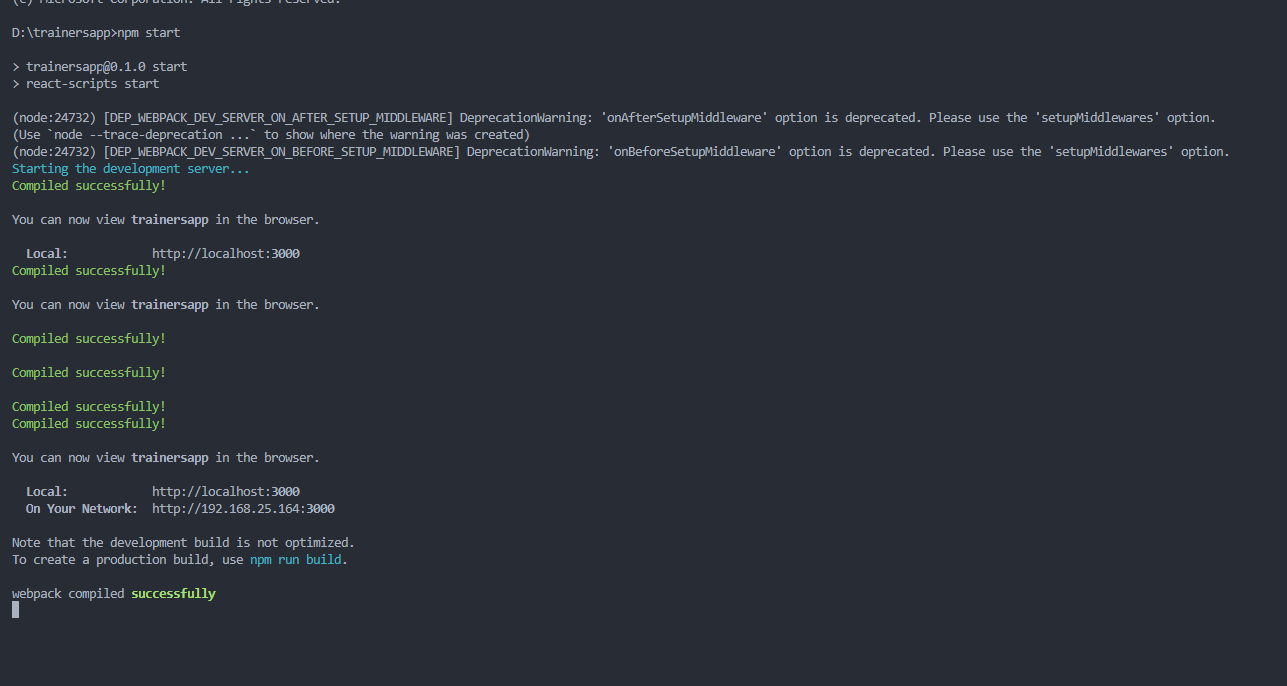 (c) Microsoft Corporation. All rights reserved.
D:\trainersapp>npm start
> trainersapp@0.1.0 start
> react-scripts start
(node:24732) [DEP_WEBPACK_DEV_SERVER_ON_AFTER_SETUP_MIDDLEWARE] DeprecationWarning: 'onAfterSetupMiddleware' option is deprecated. Please use the 'setupMiddlewares' option.
(Use `node --trace-deprecation ...` to show where the warning was created)
(node:24732) [DEP_WEBPACK_DEV_SERVER_ON_BEFORE_SETUP_MIDDLEWARE] DeprecationWarning: 'onBeforeSetupMiddleware' option is deprecated. Please use the 'setupMiddlewares' option.
Starting the development server...
Compiled successfully!
You can now view trainersapp in the browser.
Local: http://localhost:3000
Compiled successfully!
You can now view trainersapp in the browser.
Compiled successfully!
Compiled successfully!
Compiled successfully!
Compiled successfully!
You can now view trainersapp in the browser.
Local: http://localhost:3000
On Your Network: http://192.168.25.164:3000
Note that the development build is not optimized.
To create a production build, use npm run build.
webpack compiled successfully